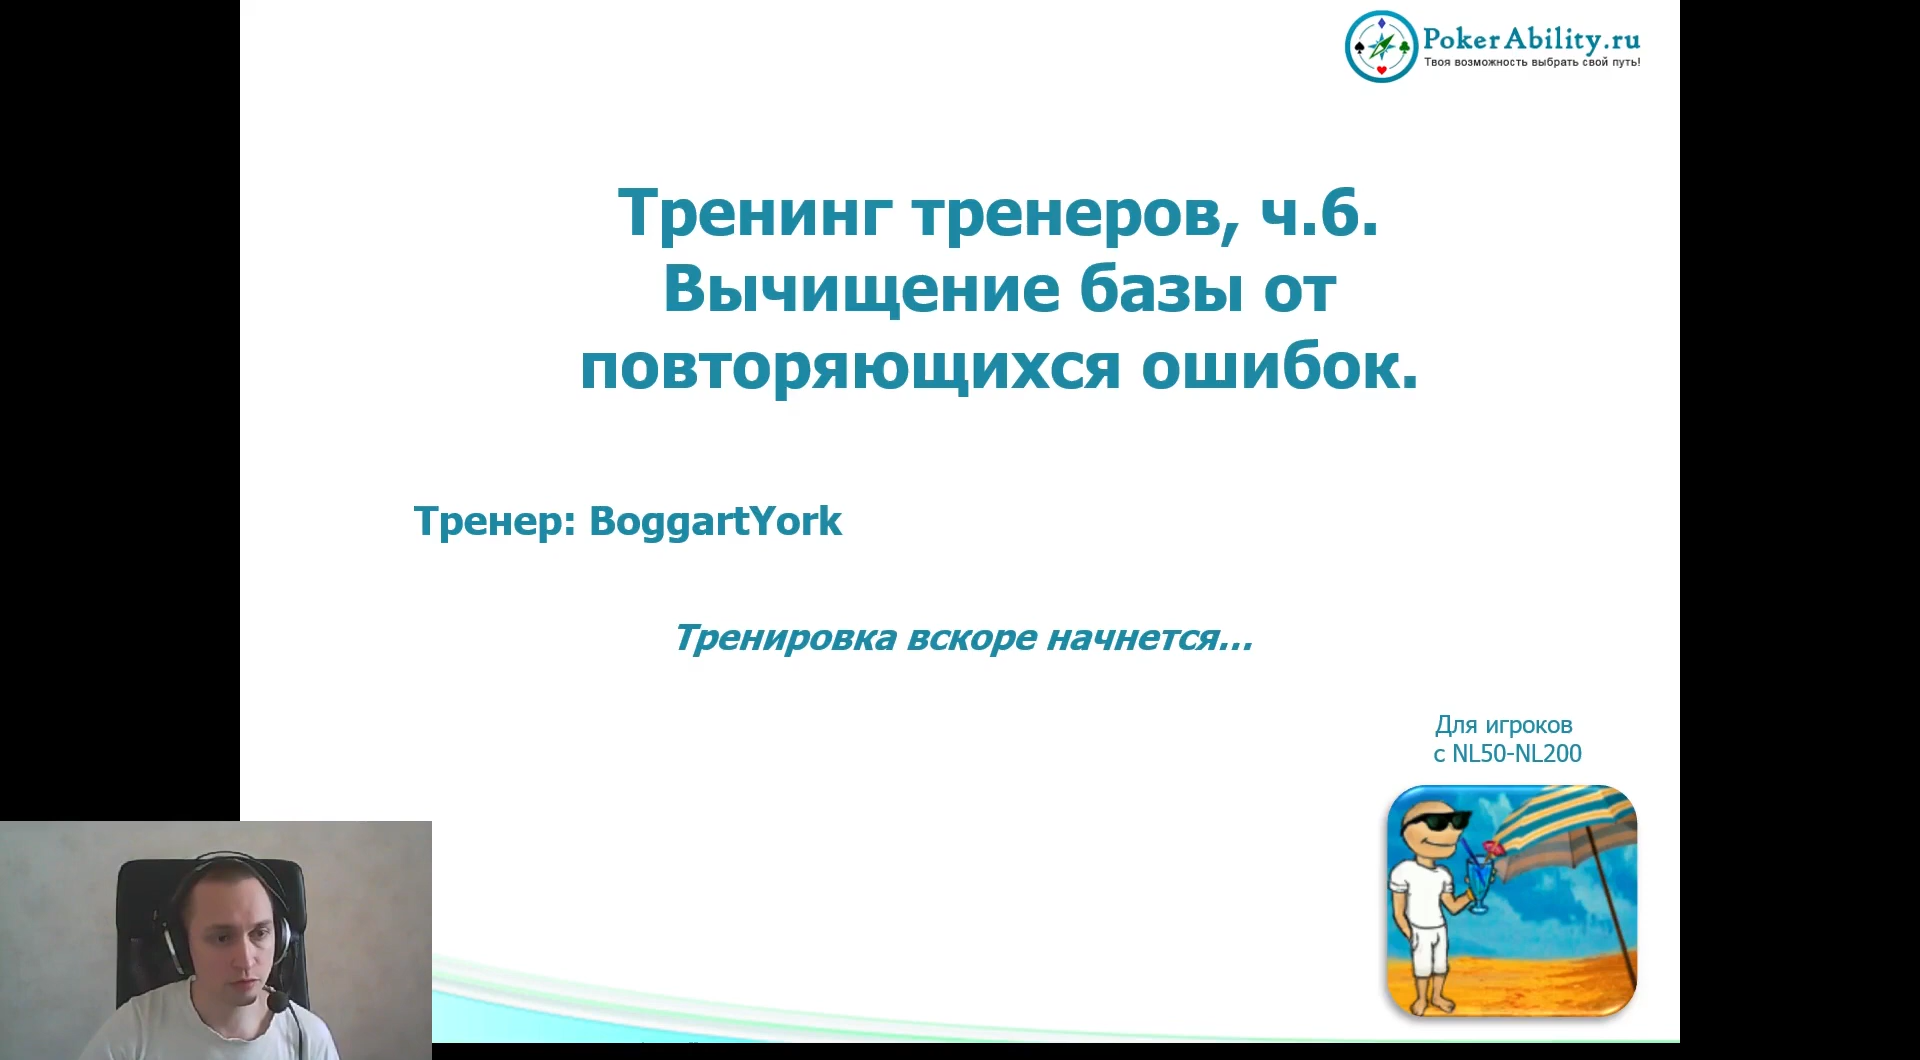 PokerAbility.ru
Твоя возможность выбрать свой путь!
Тренинг тренеров, ч.6.
Вычищение базы от
повторяющихся ошибок.
Тренер: BoggartYork
Тренировка вскоре начнется...
Для игроков
с NL50-NL200